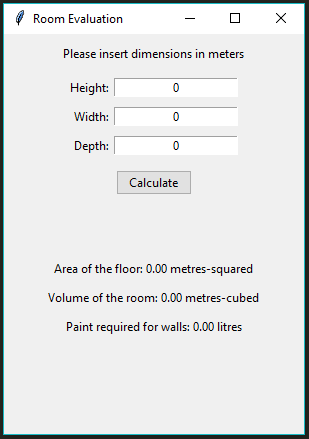 Room Evaluation
Please insert dimensions in meters
Height: 0
Width: 0
Depth: 0
Calculate
Area of the floor: 0.00 metres-squared
Volume of the room: 0.00 metres-cubed
Paint required for walls: 0.00 litres